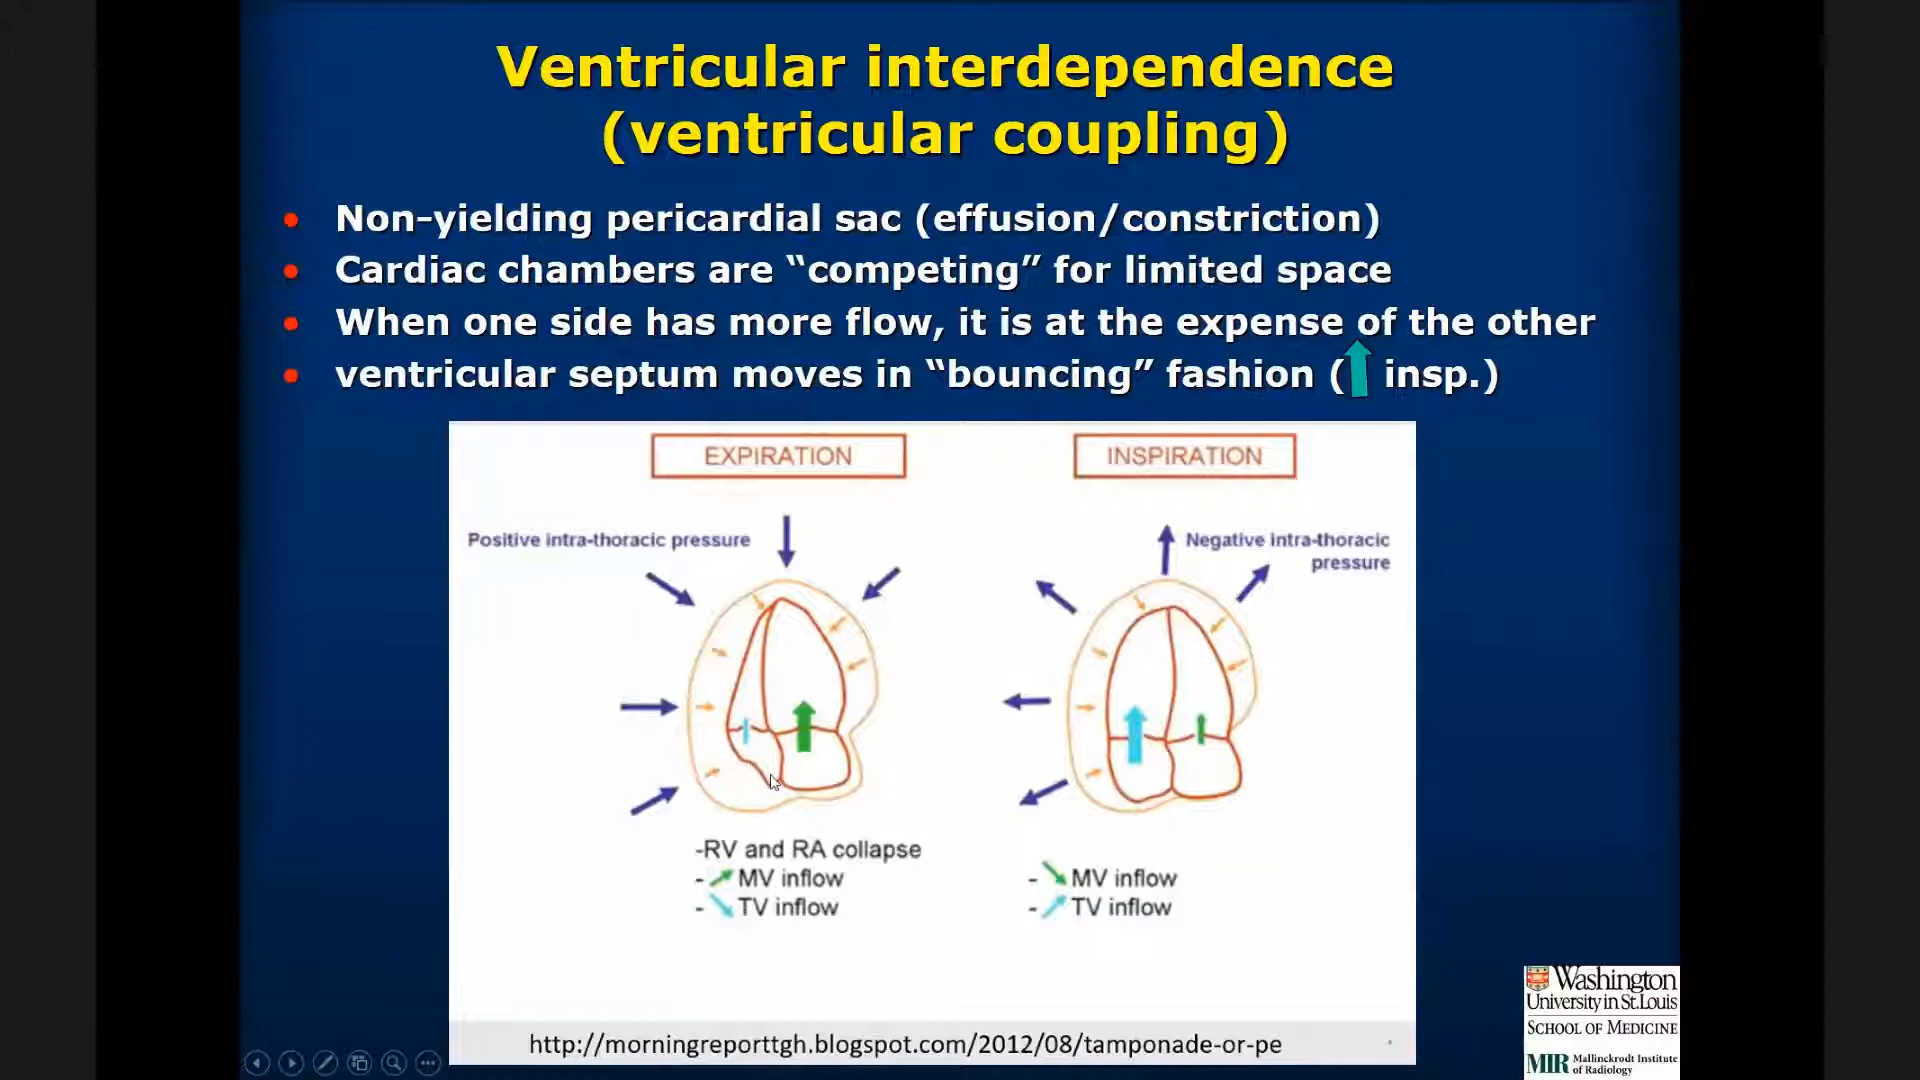 Ventricular interdependence
(ventricular coupling)
• Non-yielding pericardial sac (effusion/constriction)
• Cardiac chambers are “competing” for limited space
• When one side has more flow, it is at the expense of the other
• ventricular septum moves in “bouncing” fashion ( insp.)
EXPIRATION
INSPIRATION
Positive intra-thoracic pressure
Negative intra-thoracic
pressure
-RV and RA collapse
- MV inflow
- TV inflow
- MV inflow
- TV inflow
http://morningreporttgh.blogspot.com/2012/08/tamponade-or-pe
Washington
University in St. Louis
SCHOOL OF MEDICINE
MIR Mallinckrodt Institute
of Radiology